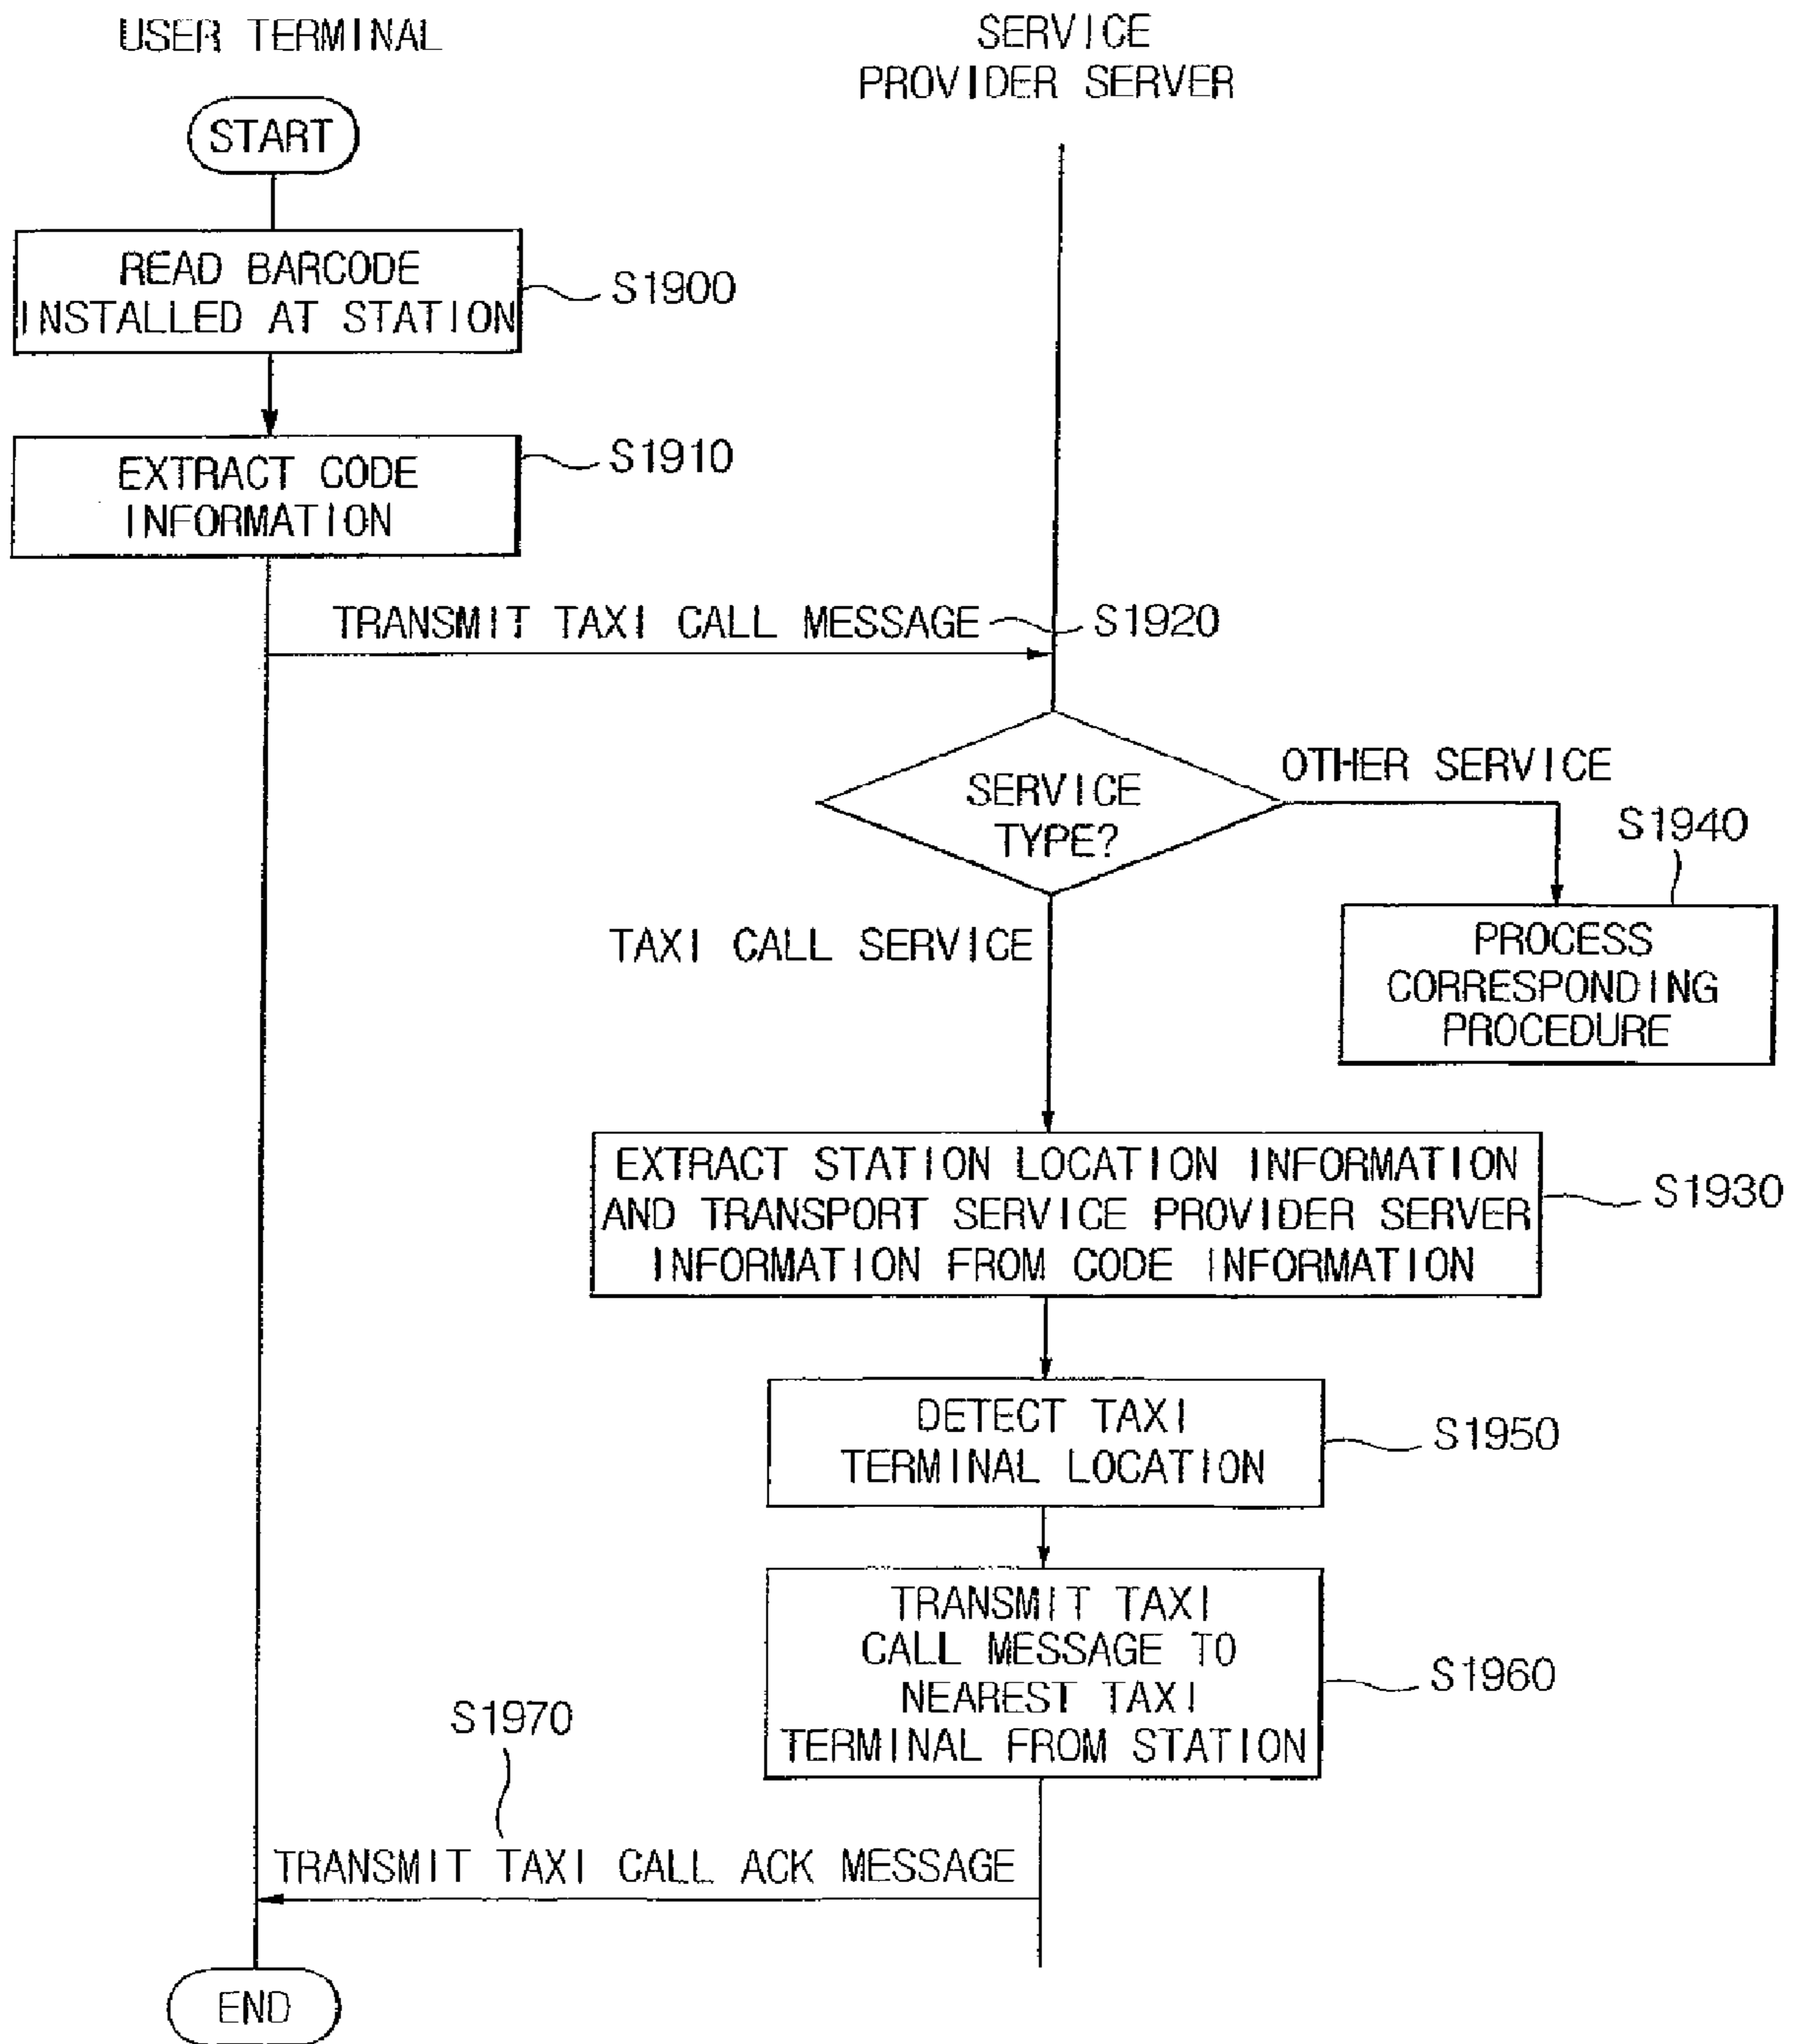 USER TERMINAL
SERVICE
PROVIDER SERVER
START
READ BARCODE
INSTALLED AT STATION
S1900
EXTRACT CODE
INFORMATION
S1910
TRANSMIT TAXI CALL MESSAGE
S1920
SERVICE
TYPE?
OTHER SERVICE
S1940
PROCESS
CORRESPONDING
PROCEDURE
TAXI CALL SERVICE
EXTRACT STATION LOCATION INFORMATION
AND TRANSPORT SERVICE PROVIDER SERVER
INFORMATION FROM CODE INFORMATION
S1930
DETECT TAXI
TERMINAL LOCATION
S1950
TRANSMIT TAXI
CALL MESSAGE TO
NEAREST TAXI
TERMINAL FROM STATION
S1960
S1970
TRANSMIT TAXI CALL ACK MESSAGE
END